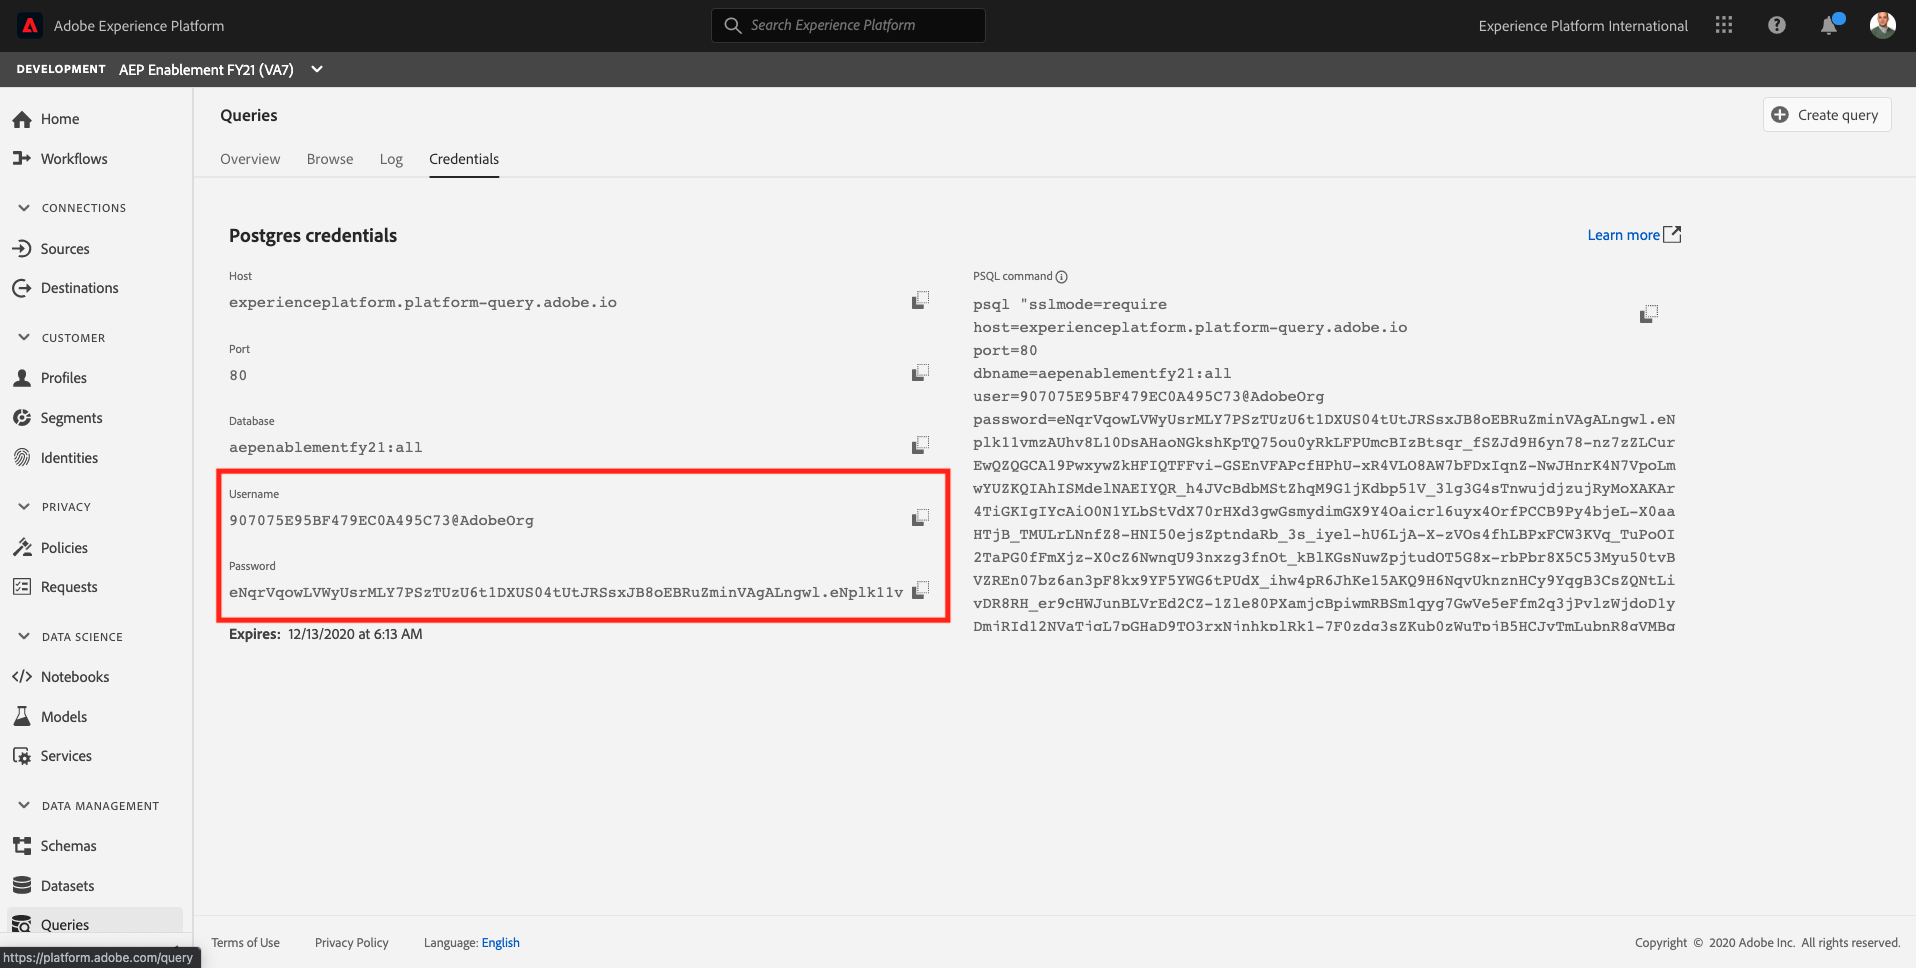 Adobe Experience Platform
Search Experience Platform
Experience Platform International
DEVELOPMENT AEP Enablement FY21 (VA7)
Home
Workflows
CONNECTIONS
Sources
Destinations
CUSTOMER
Profiles
Segments
Identities
PRIVACY
Policies
Requests
DATA SCIENCE
Notebooks
Models
Services
DATA MANAGEMENT
Schemas
Datasets
Queries
https://platform.adobe.com/query
Queries
Create query
Overview Browse Log Credentials
Postgres credentials
Learn more
Host
experienceplatform.platform-query.adobe.io
Port
80
Database
aepenablementfy21:all
Username
907075E95BF479EC0A495C73@AdobeOrg
Password
eNqrVqowLVWyUsrMLY7PSzTUzU6t1DXUS04tUtJRSsxJB8oEBRuZminVAgALngwl.eNplk11v
Expires: 12/13/2020 at 6:13 AM
PSQL command
psql "sslmode=require
host=experienceplatform.platform-query.adobe.io
port=80
dbname=aepenablementfy21:all
user=907075E95BF479EC0A495C73@AdobeOrg
password=eNqrVqowLVWyUsrMLY7PSzTUzU6t1DXUS04tUtJRSsxJB8oEBRuZminVAgALngwl.eN
plk11vmzAUhv8L10DsAHaoNGkshKpTQ75ou0yRkLFPUmcBIzBtsqr_fSZJd9H6yn78-nz7zZLCur
EwQZQGCA19PwxywZkHFIQTFFvi-GSEnVFAPcfHPhU-xR4VLO8AW7bFDxIqnZ-NwJHnrK4N7VpoLm
wYUZKQIAhISMdelNAEIYQR_h4JVcBdbMStZhqM9G1jKdbp51V_3lg3G4sTnwujdjzujRyMoXAKAr
4TiGKIgIYcAiO0N1YLbStVdX70rHXd3gwGsmydimGX9Y4Oaicrl6uyx4OrfPCCB9Py4bjeL-X0aa
HTjB_TMULrLNnfZ8-HNI50ejsZptndaRb_3s_iyel-hU6LjA-X-zVOs4fhLBPxFCW3KVq_TuPoOI
2TaPG0fFmXjz-X0cZ6NwnqU93nxzg3fnOt_kBlKGsNuwZpjtudOT5G8x-rbPbr8X5C53Myu50tvB
VZREn07bz6an3pF8kx9YF5YWG6tPUdX_ihw4pR6JhKe15AKQ9H6NqvUknznHCy9YqgB3CsZQNtLi
vDR8RH_er9cHWJunBLVrEd2CZ-1Zle80PXamjcBpiwmRBSm1qyg7GwVe5eFfm2q3jPvlzWjdoD1y
DmjRId12NVaTjgL7pGHaD9TO3rxNjnhkplRk1-7F0zdg3sZKub0zWuTpjB5HCJvTmLubnR8gVMBg
Terms of Use Privacy Policy Language: English
Copyright © 2020 Adobe Inc. All rights reserved.